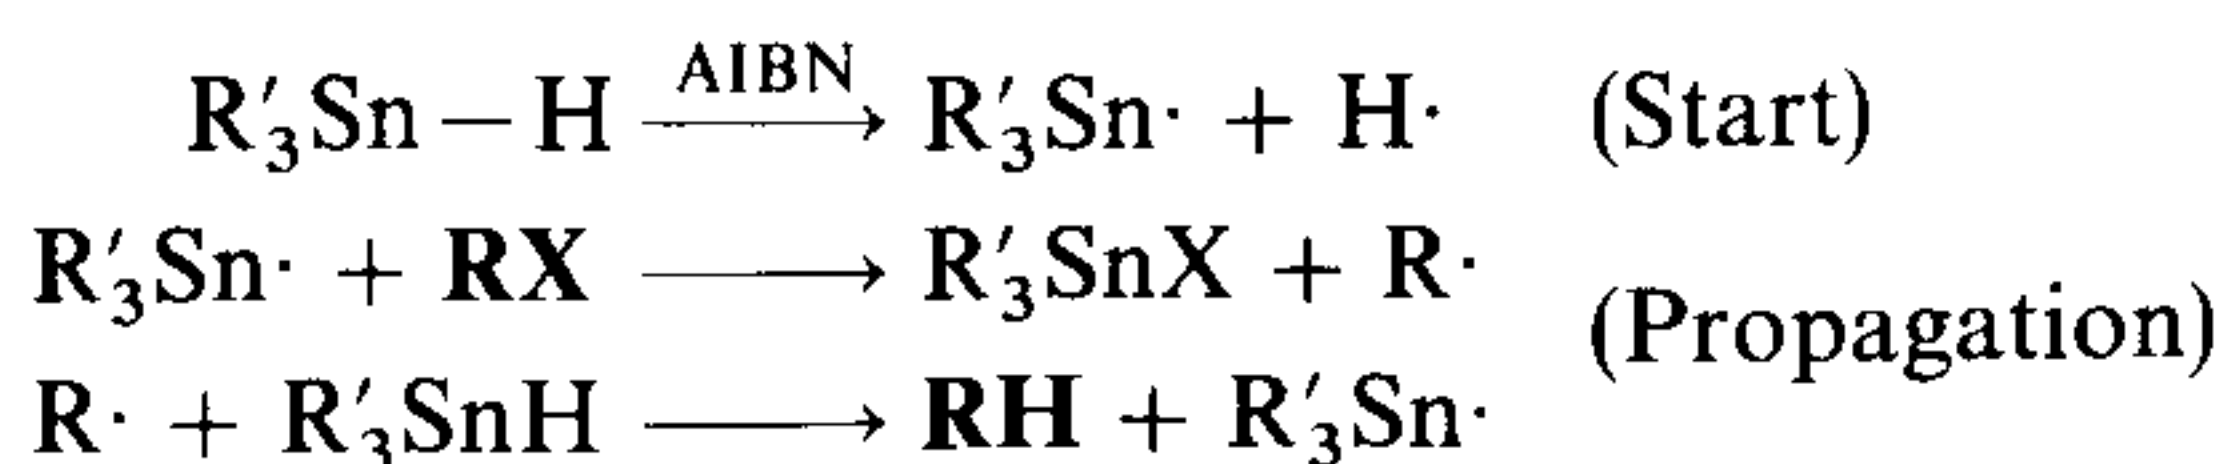 R′₃Sn–H —AIBN→ R′₃Sn· + H· (Start)
R′₃Sn· + RX ⟶ R′₃SnX + R·
(Propagation)
R· + R′₃SnH ⟶ RH + R′₃Sn·